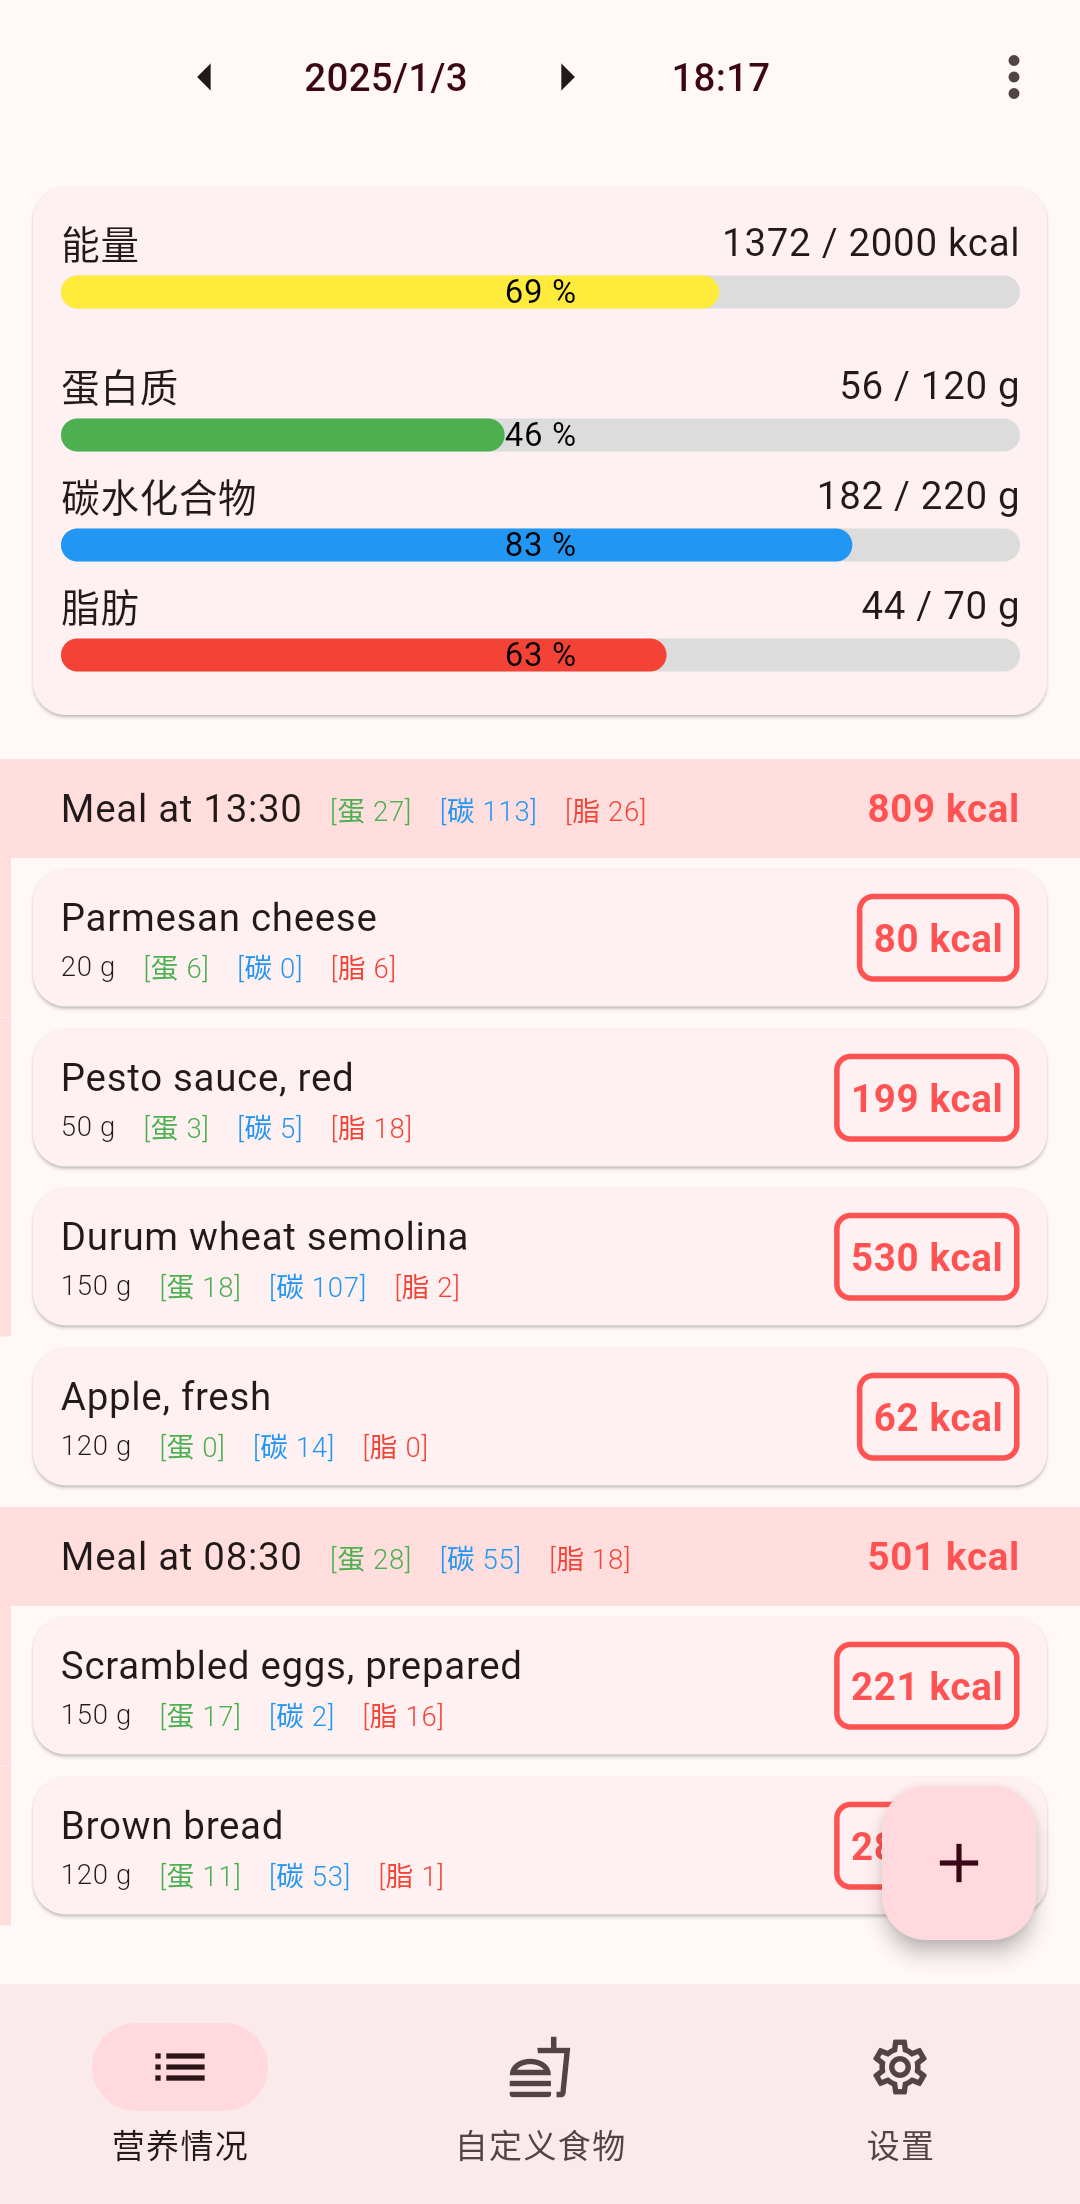 2025/1/3 18:17
能量 1372 / 2000 kcal
69 %
蛋白质 56 / 120 g
46 %
碳水化合物 182 / 220 g
83 %
脂肪 44 / 70 g
63 %
Meal at 13:30 [蛋 27] [碳 113] [脂 26] 809 kcal
Parmesan cheese
80 kcal
20 g [蛋 6] [碳 0] [脂 6]
Pesto sauce, red
199 kcal
50 g [蛋 3] [碳 5] [脂 18]
Durum wheat semolina
530 kcal
150 g [蛋 18] [碳 107] [脂 2]
Apple, fresh
62 kcal
120 g [蛋 0] [碳 14] [脂 0]
Meal at 08:30 [蛋 28] [碳 55] [脂 18] 501 kcal
Scrambled eggs, prepared
221 kcal
150 g [蛋 17] [碳 2] [脂 16]
Brown bread
120 g [蛋 11] [碳 53] [脂 1]
营养情况 自定义食物 设置